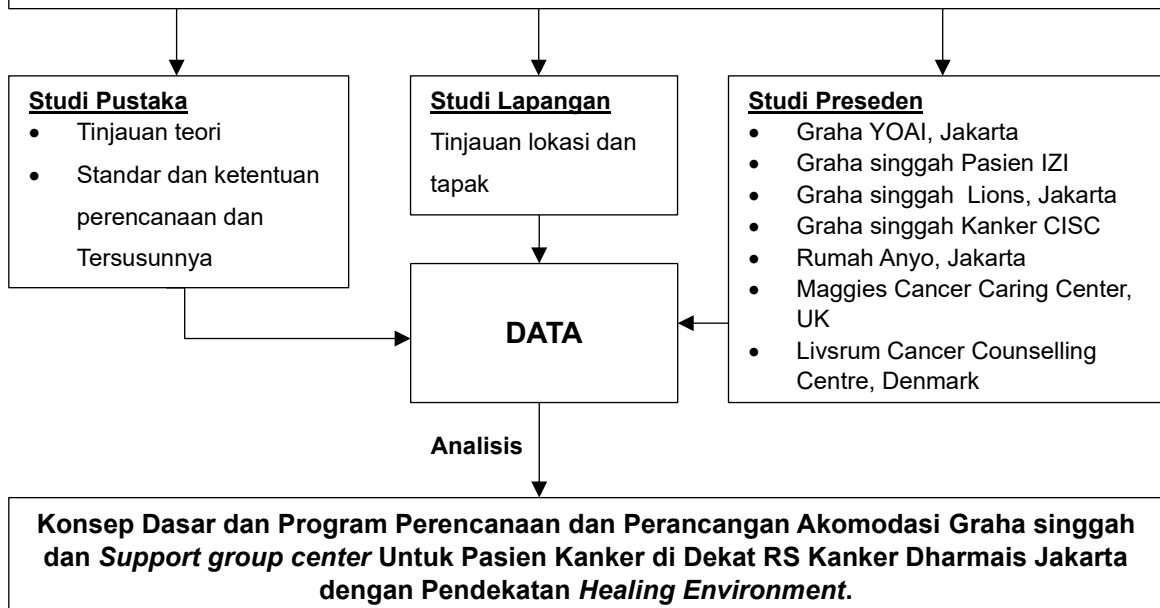 Studi Pustaka
• Tinjauan teori
• Standar dan ketentuan
perencanaan dan
Tersusunnya
Studi Lapangan
Tinjauan lokasi dan
tapak
Studi Preseden
• Graha YOAI, Jakarta
• Graha singgah Pasien IZI
• Graha singgah Lions, Jakarta
• Graha singgah Kanker CISC
• Rumah Anyo, Jakarta
• Maggies Cancer Caring Center,
UK
• Livsrum Cancer Counselling
Centre, Denmark
DATA
Analisis
Konsep Dasar dan Program Perencanaan dan Perancangan Akomodasi Graha singgah
dan Support group center Untuk Pasien Kanker di Dekat RS Kanker Dharmais Jakarta
dengan Pendekatan Healing Environment.